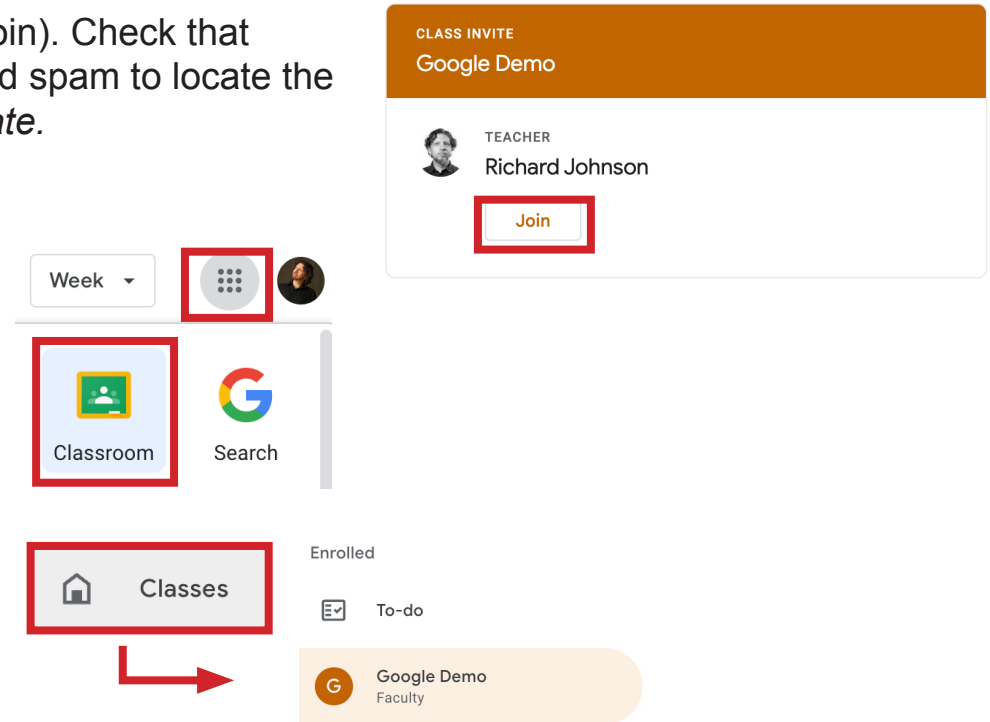 oin). Check that
d spam to locate the
ate.
CLASS INVITE
Google Demo
TEACHER
Richard Johnson
Join
Week
Classroom
Search
Classes
Enrolled
To-do
G
Google Demo
Faculty